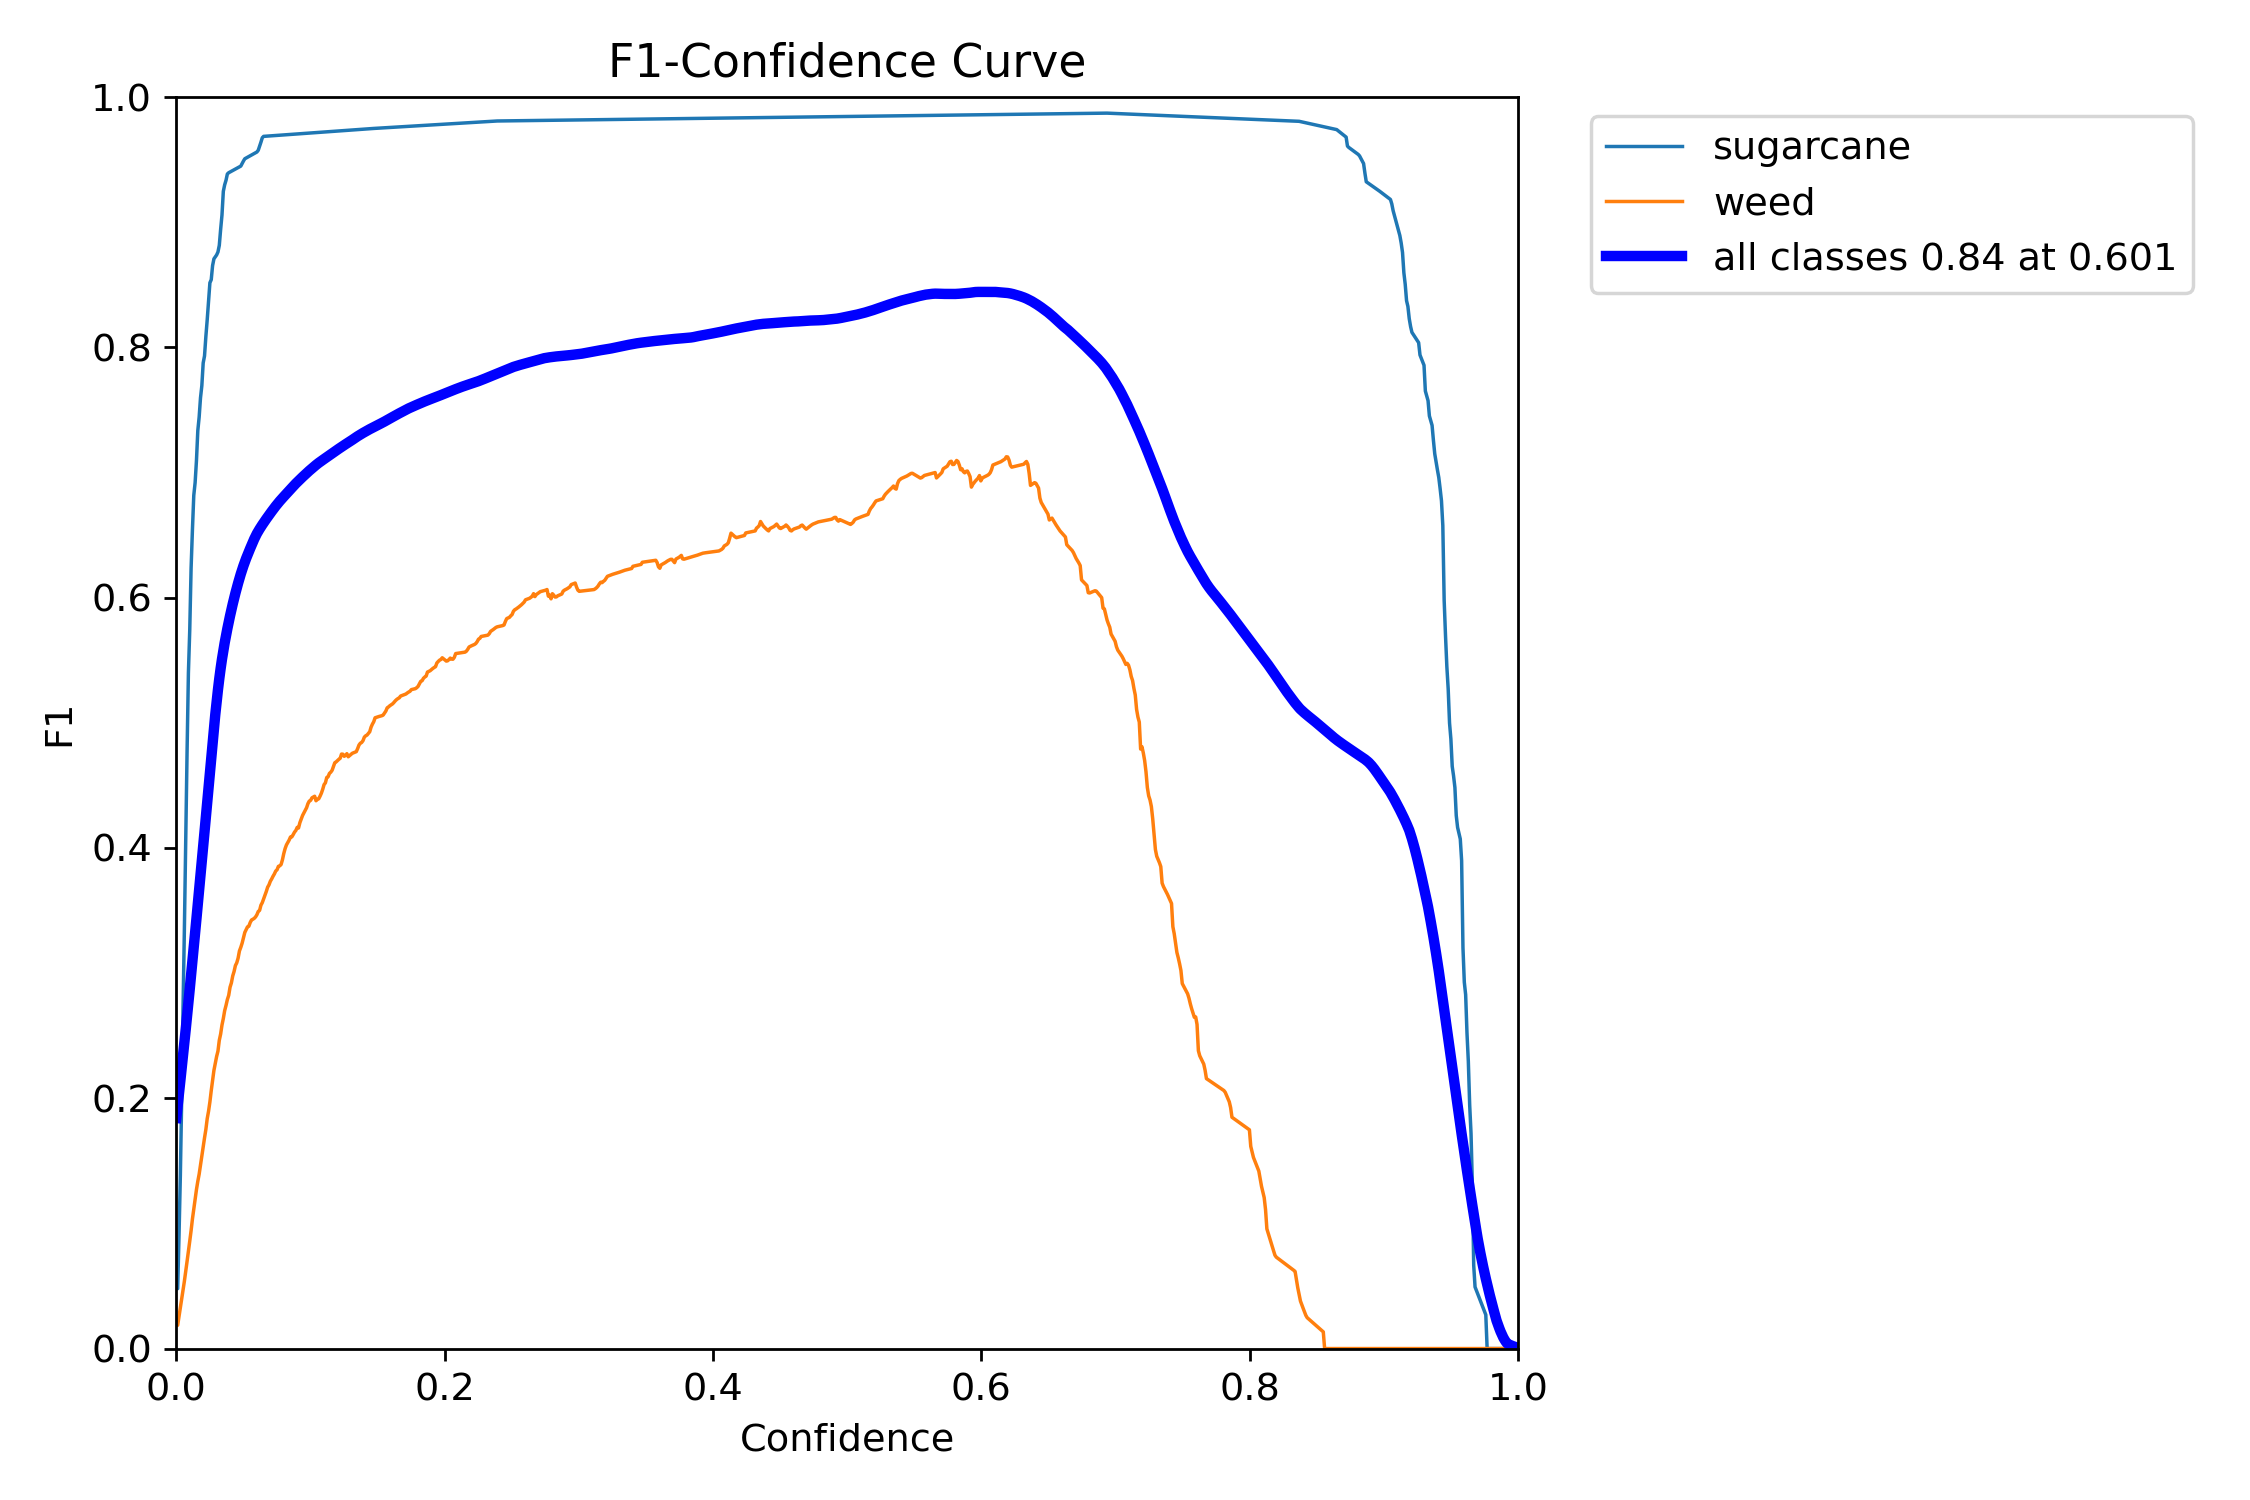 F1-Confidence Curve
sugarcane
weed
all classes 0.84 at 0.601
F1
1.0
0.8
0.6
0.4
0.2
0.0
0.0 0.2 0.4 0.6 0.8 1.0
Confidence